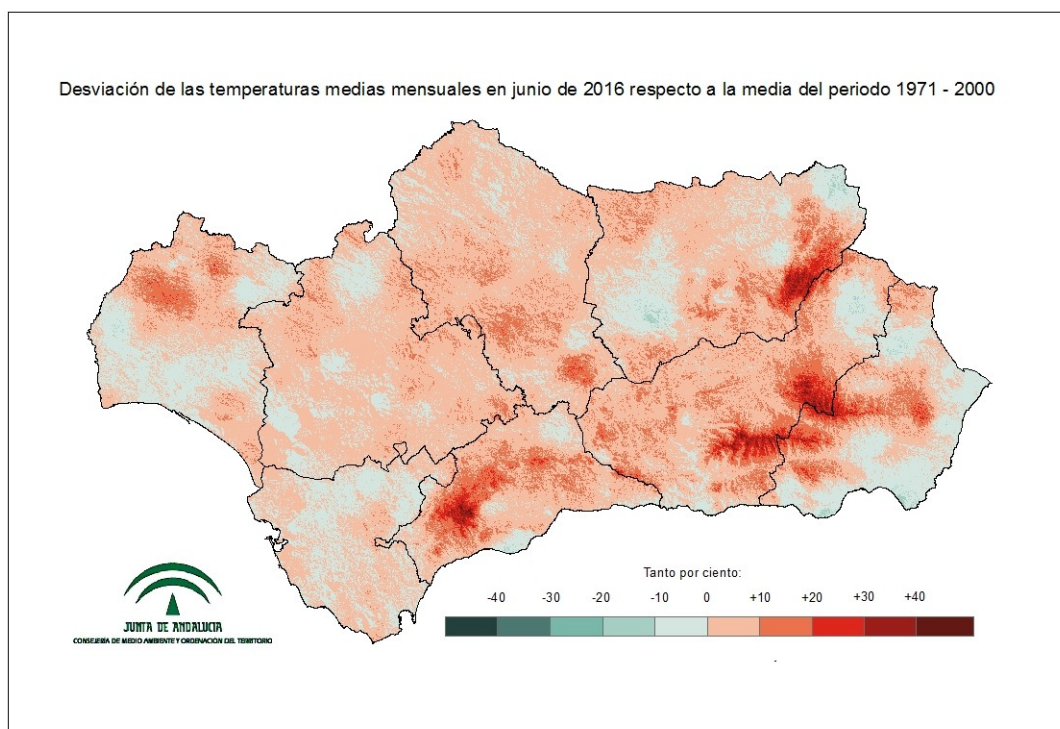 Desviación de las temperaturas medias mensuales en junio de 2016 respecto a la media del periodo 1971 - 2000
Tanto por ciento:
-40 -30 -20 -10 0 +10 +20 +30 +40
JUNTA DE ANDALUCIA
CONSEJERÍA DE MEDIO AMBIENTE Y ORDENACIÓN DEL TERRITORIO